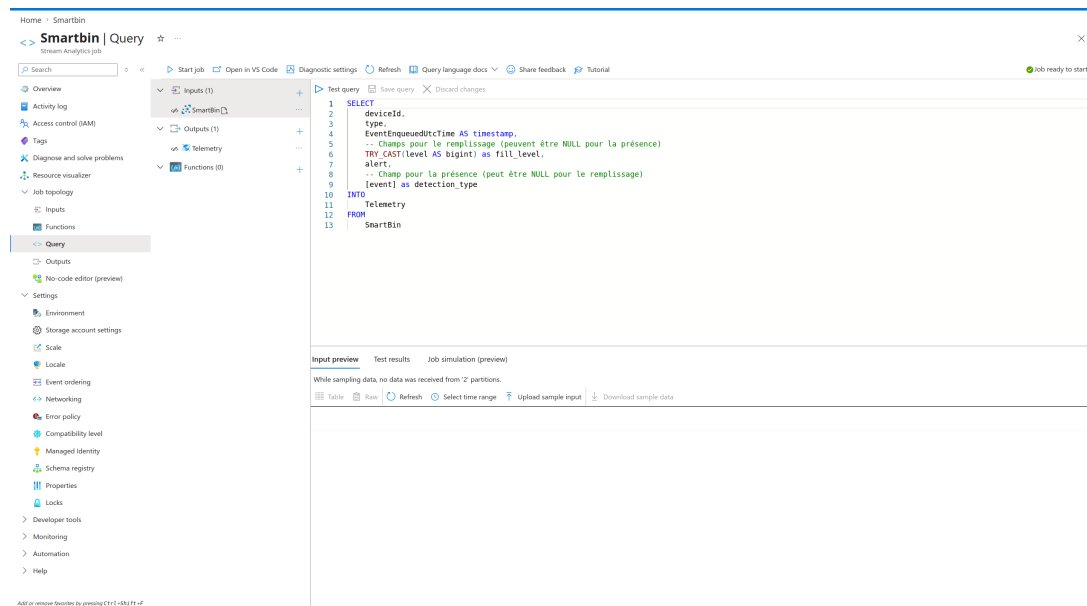 Home > Smartbin
Smartbin | Query
Stream Analytics job
Search
Overview
Activity log
Access control (IAM)
Tags
Diagnose and solve problems
Resource visualizer
Job topology
Inputs
Functions
Query
Outputs
No-code editor (preview)
Settings
Environment
Storage account settings
Scale
Locale
Event ordering
Networking
Error policy
Compatibility level
Managed Identity
Schema registry
Properties
Locks
Developer tools
Monitoring
Automation
Help
Add or remove favorites by pressing Ctrl+Shift+F
Start job Open in VS Code Diagnostic settings Refresh Query language docs Share feedback Tutorial
Job ready to start
Inputs (1)
SmartBin
Outputs (1)
Telemetry
Functions (0)
Test query Save query Discard changes
1 SELECT
2 deviceId,
3 type,
4 EventEnqueuedUtcTime AS timestamp,
5 -- Champs pour le remplissage (peuvent être NULL pour la présence)
6 TRY_CAST(level AS bigint) as fill_level,
7 alert,
8 -- Champ pour la présence (peut être NULL pour le remplissage)
9 [event] as detection_type
10 INTO
11 Telemetry
12 FROM
13 SmartBin
Input preview Test results Job simulation (preview)
While sampling data, no data was received from '2' partitions.
Table Raw Refresh Select time range Upload sample input Download sample data